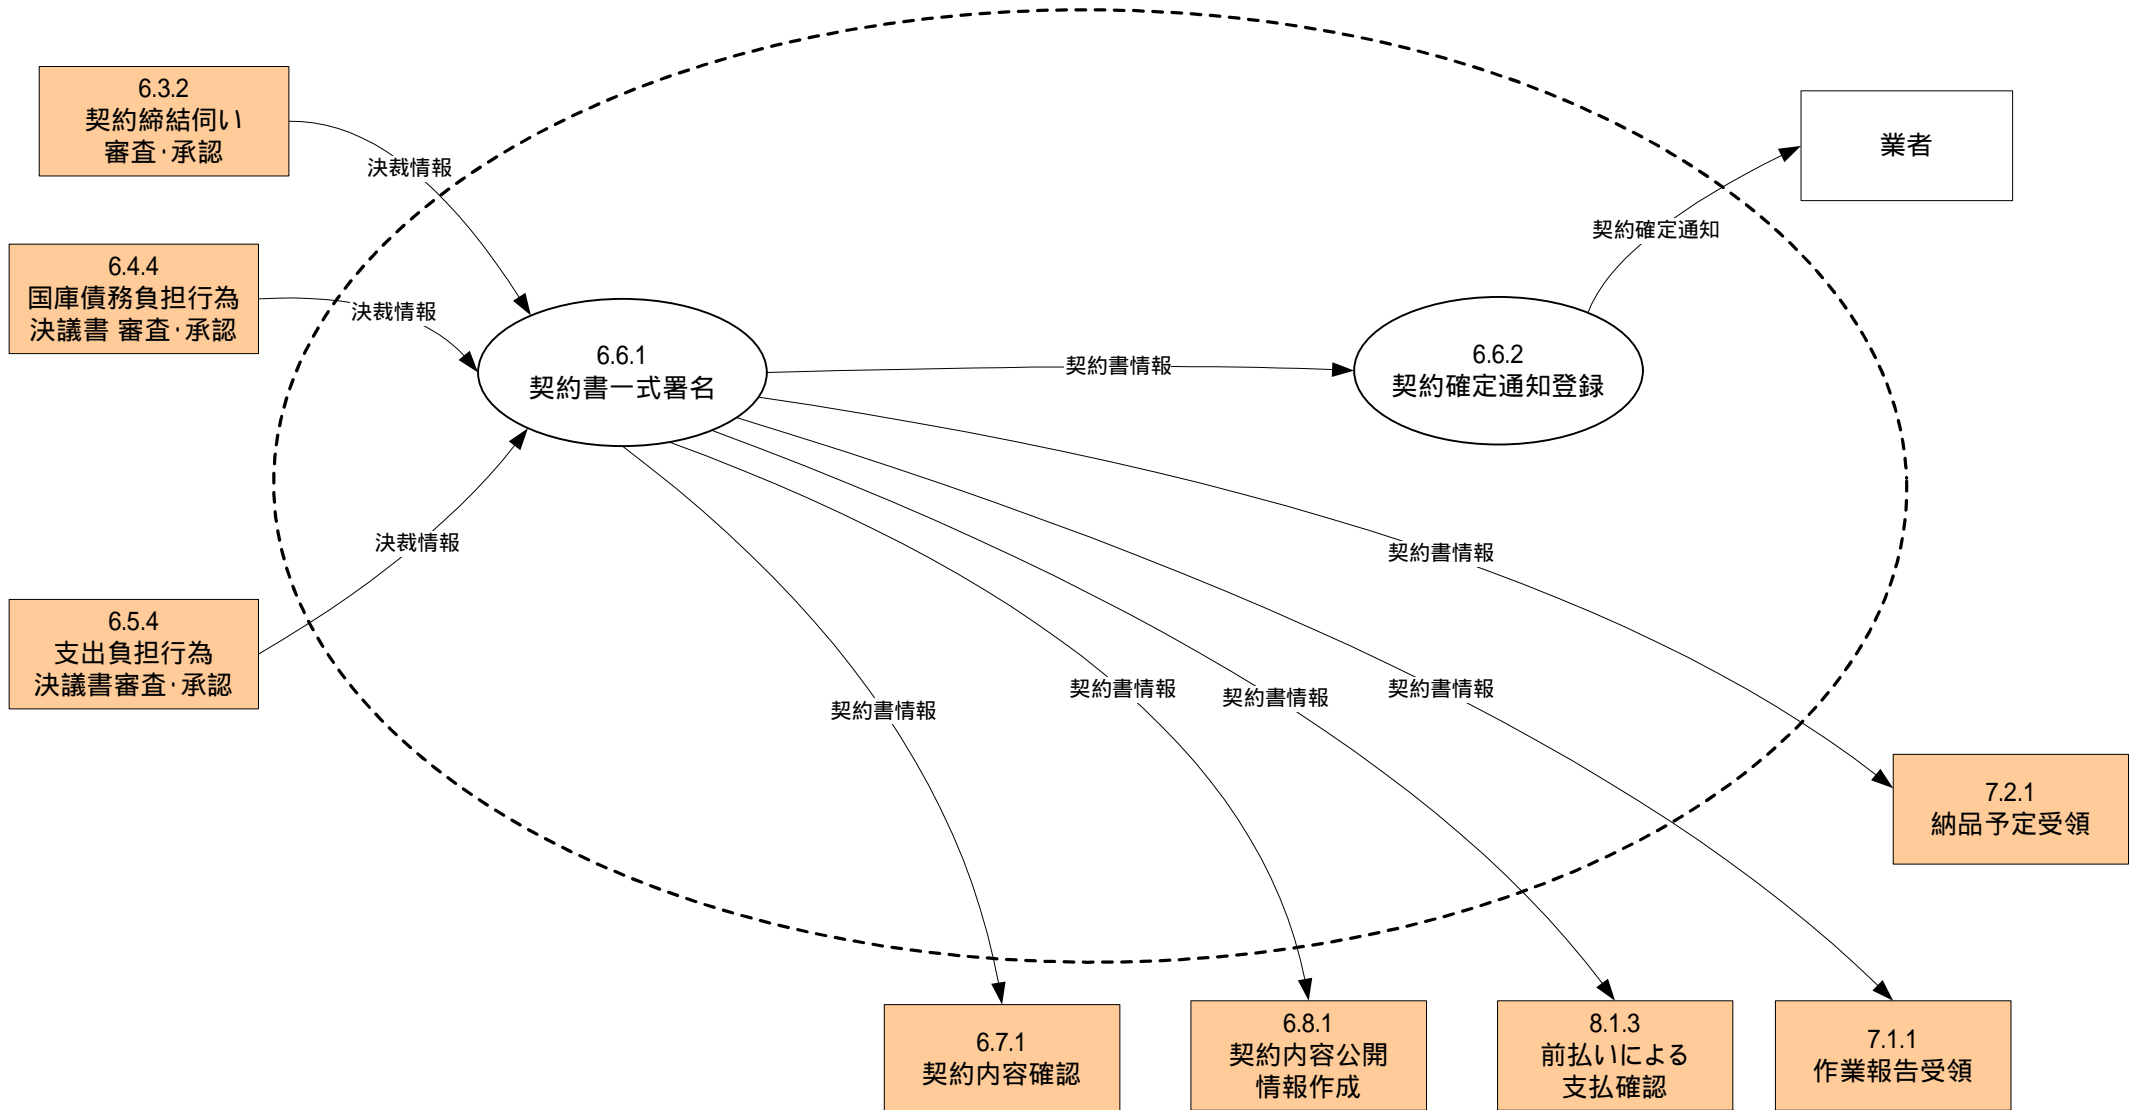 6.3.2
契約締結伺い
審査・承認
業者
決裁情報
契約確定通知
6.4.4
国庫債務負担行為
決議書 審査・承認
決裁情報
6.6.1
契約書一式署名
契約書情報
6.6.2
契約確定通知登録
決裁情報
契約書情報
6.5.4
支出負担行為
決議書審査・承認
契約書情報
契約書情報
契約書情報
契約書情報
7.2.1
納品予定受領
6.7.1
契約内容確認
6.8.1
契約内容公開
情報作成
8.1.3
前払いによる
支払確認
7.1.1
作業報告受領